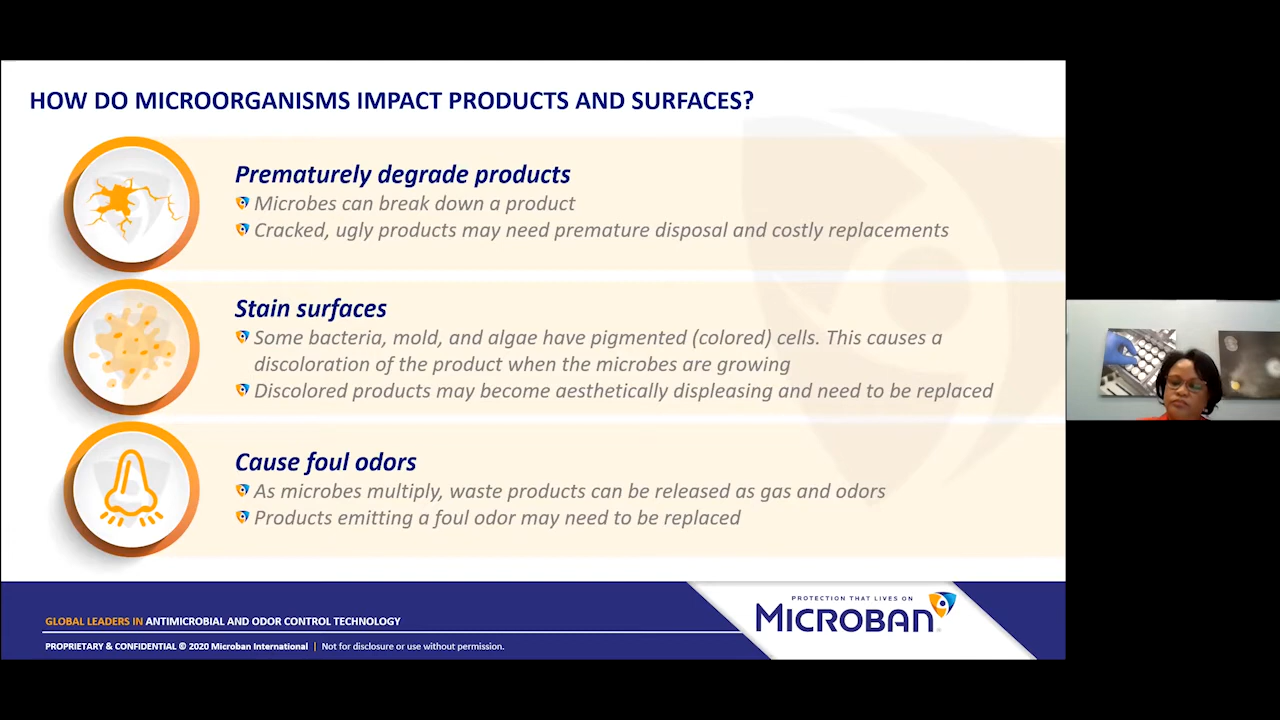 HOW DO MICROORGANISMS IMPACT PRODUCTS AND SURFACES?
Prematurely degrade products
Microbes can break down a product
Cracked, ugly products may need premature disposal and costly replacements
Stain surfaces
Some bacteria, mold, and algae have pigmented (colored) cells. This causes a
discoloration of the product when the microbes are growing
Discolored products may become aesthetically displeasing and need to be replaced
Cause foul odors
As microbes multiply, waste products can be released as gas and odors
Products emitting a foul odor may need to be replaced
GLOBAL LEADERS IN ANTIMICROBIAL AND ODOR CONTROL TECHNOLOGY
PROPRIETARY & CONFIDENTIAL © 2020 Microban International | Not for disclosure or use without permission.
PROTECTION THAT LIVES ON
MICROBAN®